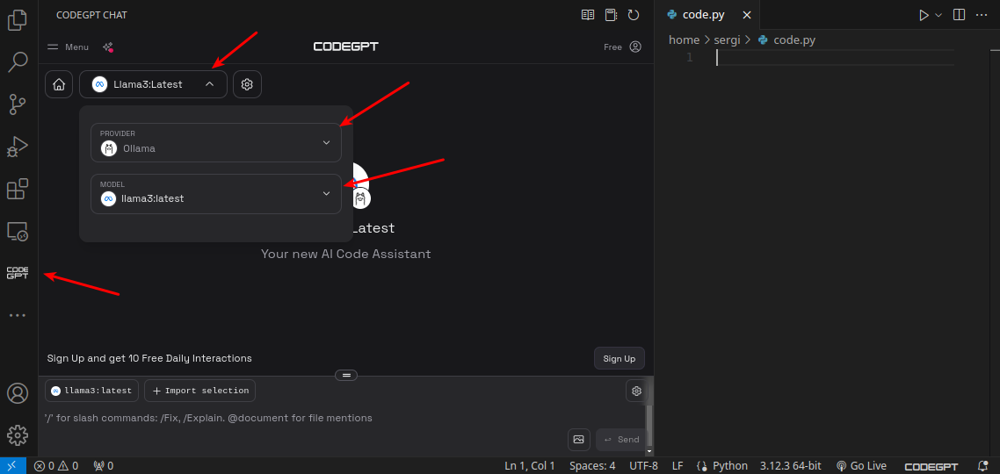 CODEGPT CHAT
code.py
Menu
CODEGPT
Free
home > sergi > code.py
Llama3:Latest
1
PROVIDER
Ollama
MODEL
llama3:latest
Latest
Your new AI Code Assistant
CODE
GPT
Sign Up and get 10 Free Daily Interactions
Sign Up
llama3:latest
+ Import selection
'/' for slash commands: /Fix, /Explain. @document for file mentions
Send
0 0 0
Ln 1, Col 1
Spaces: 4
UTF-8
LF
Python
3.12.3 64-bit
Go Live
CODEGPT